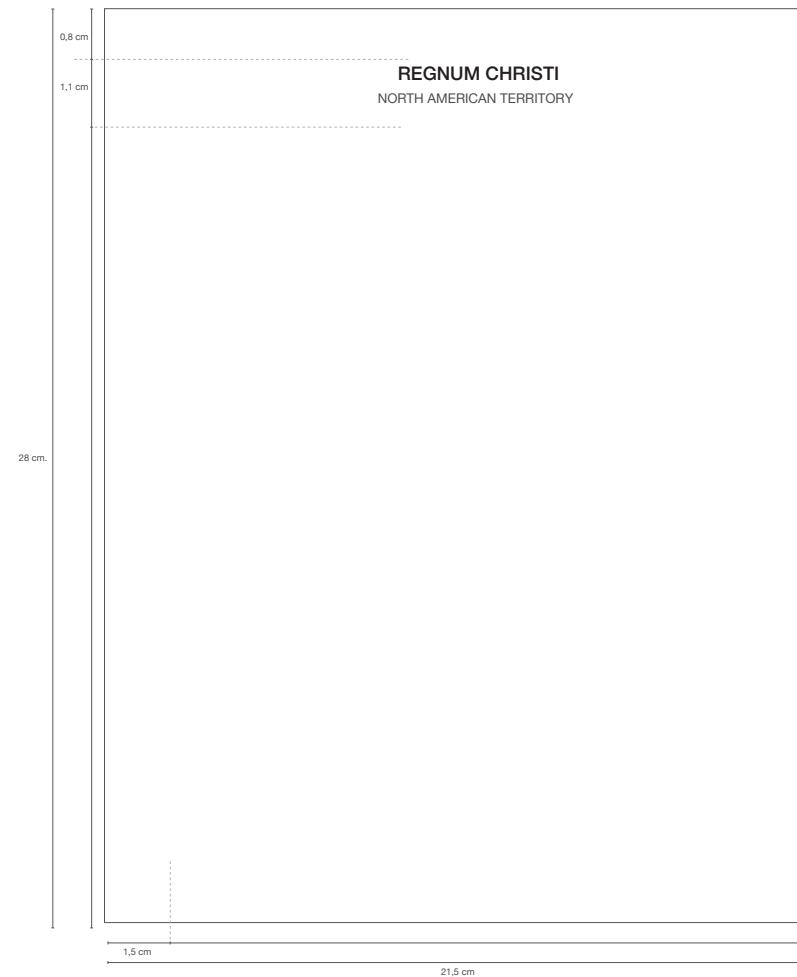 0,8 cm
REGNUM CHRISTI
1,1 cm
NORTH AMERICAN TERRITORY
28 cm.
1,5 cm
21,5 cm